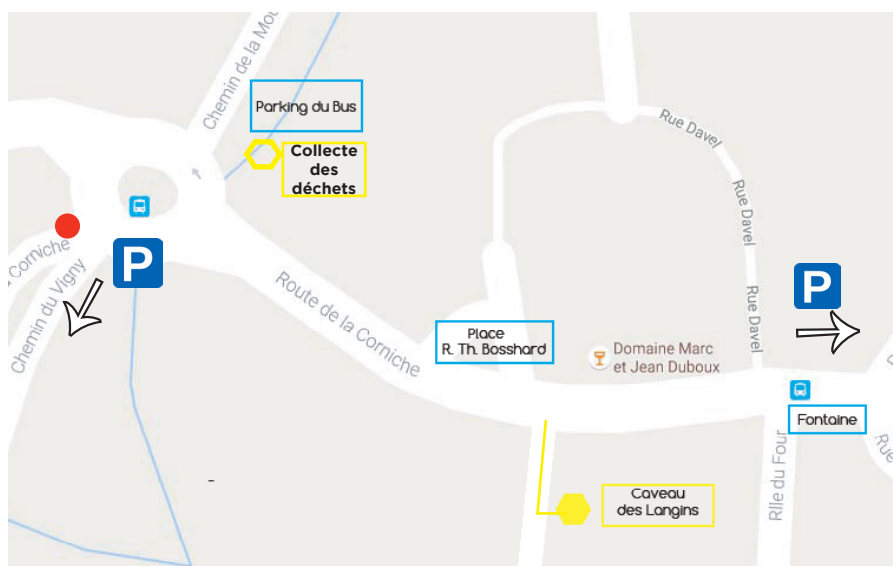 Chemin de la Mou
Parking du Bus
Collecte
des
déchets
Rue Davel
Rue Davel
Rue Davel
Corniche
P
Chemin du Vigny
Route de la Corniche
P
Place
R. Th. Bosshard
Domaine Marc
et Jean Duboux
Fontaine
Rue
Rlle du Four
Caveau
des Langins
-